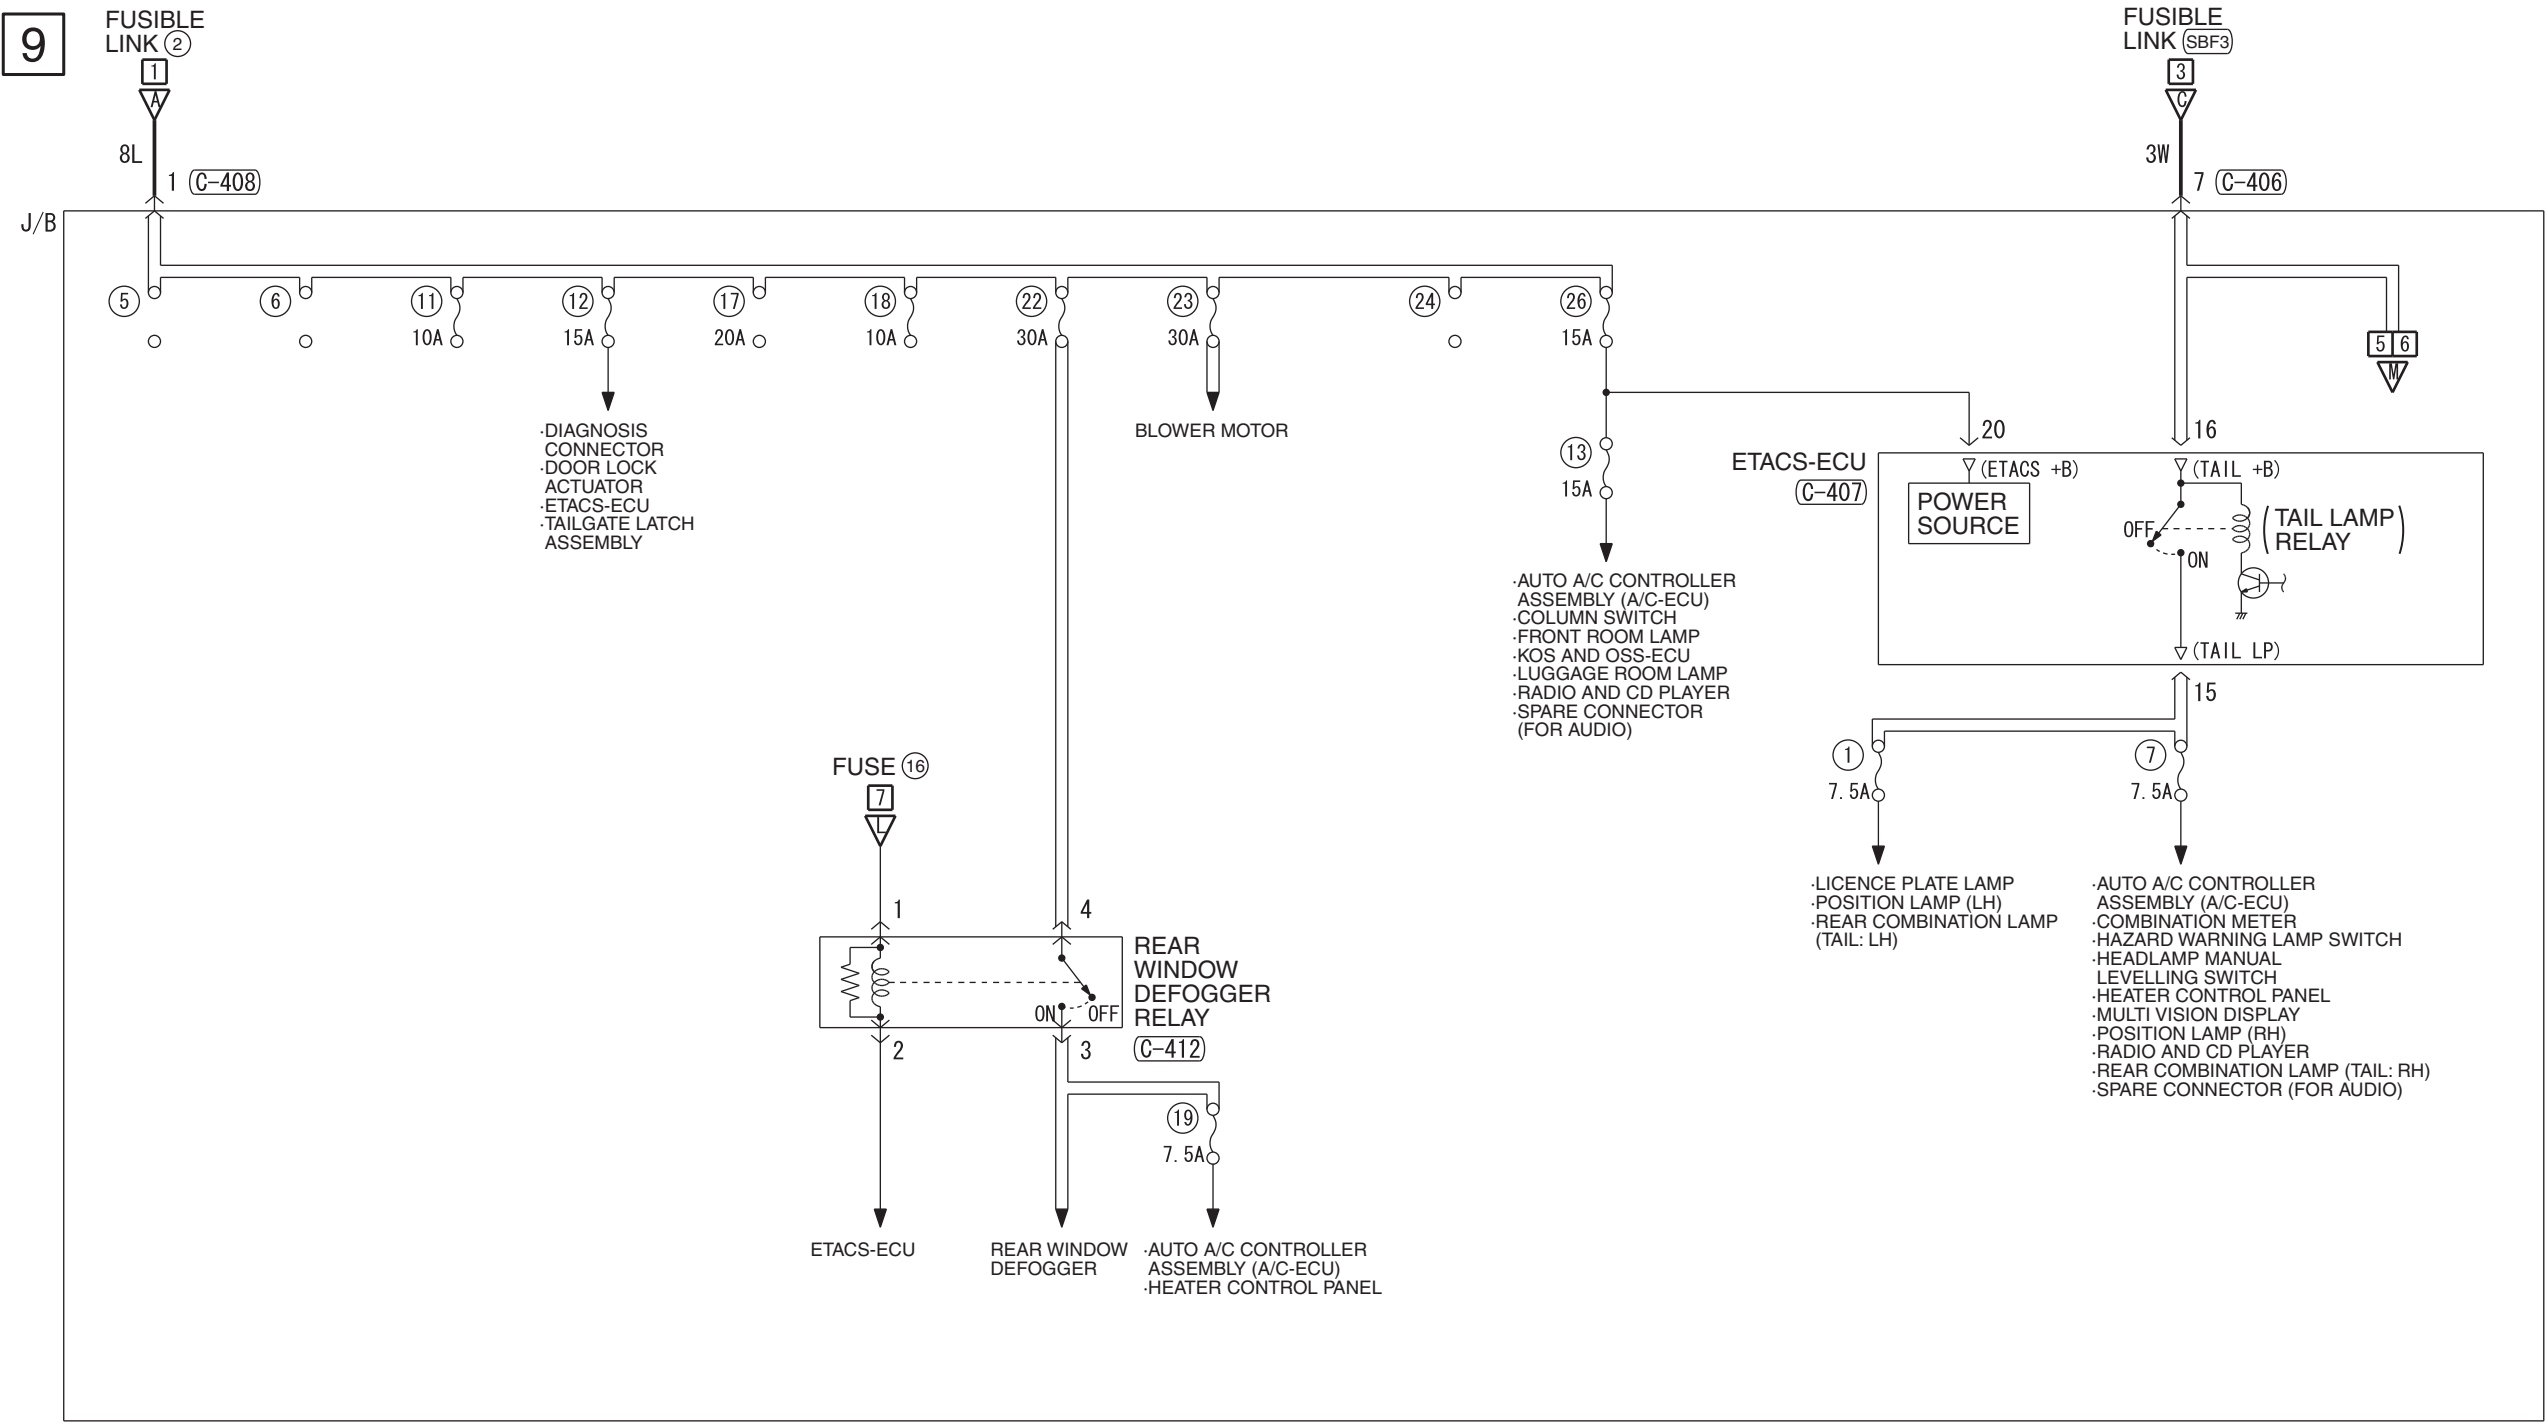 9
FUSIBLE
LINK 2
1
A
8L
1 C-408
FUSIBLE
LINK SBF3
3
C
3W
7 C-406
J/B
5
6
11
10A
12
15A
17
20A
18
10A
22
30A
23
30A
24
26
15A
5 6
M
·DIAGNOSIS
CONNECTOR
·DOOR LOCK
ACTUATOR
·ETACS-ECU
·TAILGATE LATCH
ASSEMBLY
BLOWER MOTOR
13
15A
·AUTO A/C CONTROLLER
ASSEMBLY (A/C-ECU)
·COLUMN SWITCH
·FRONT ROOM LAMP
·KOS AND OSS-ECU
·LUGGAGE ROOM LAMP
·RADIO AND CD PLAYER
·SPARE CONNECTOR
(FOR AUDIO)
20
16
ETACS-ECU
C-407
(ETACS +B)
POWER
SOURCE
(TAIL +B)
OFF
ON
(TAIL LAMP
RELAY)
(TAIL LP)
15
1
7.5A
7
7.5A
·LICENCE PLATE LAMP
·POSITION LAMP (LH)
·REAR COMBINATION LAMP
(TAIL: LH)
·AUTO A/C CONTROLLER
ASSEMBLY (A/C-ECU)
·COMBINATION METER
·HAZARD WARNING LAMP SWITCH
·HEADLAMP MANUAL
LEVELLING SWITCH
·HEATER CONTROL PANEL
·MULTI VISION DISPLAY
·POSITION LAMP (RH)
·RADIO AND CD PLAYER
·REAR COMBINATION LAMP (TAIL: RH)
·SPARE CONNECTOR (FOR AUDIO)
FUSE 16
7
L
1
4
REAR
WINDOW
DEFOGGER
RELAY
C-412
ON
OFF
2
3
19
7.5A
ETACS-ECU
REAR WINDOW
DEFOGGER
·AUTO A/C CONTROLLER
ASSEMBLY (A/C-ECU)
·HEATER CONTROL PANEL